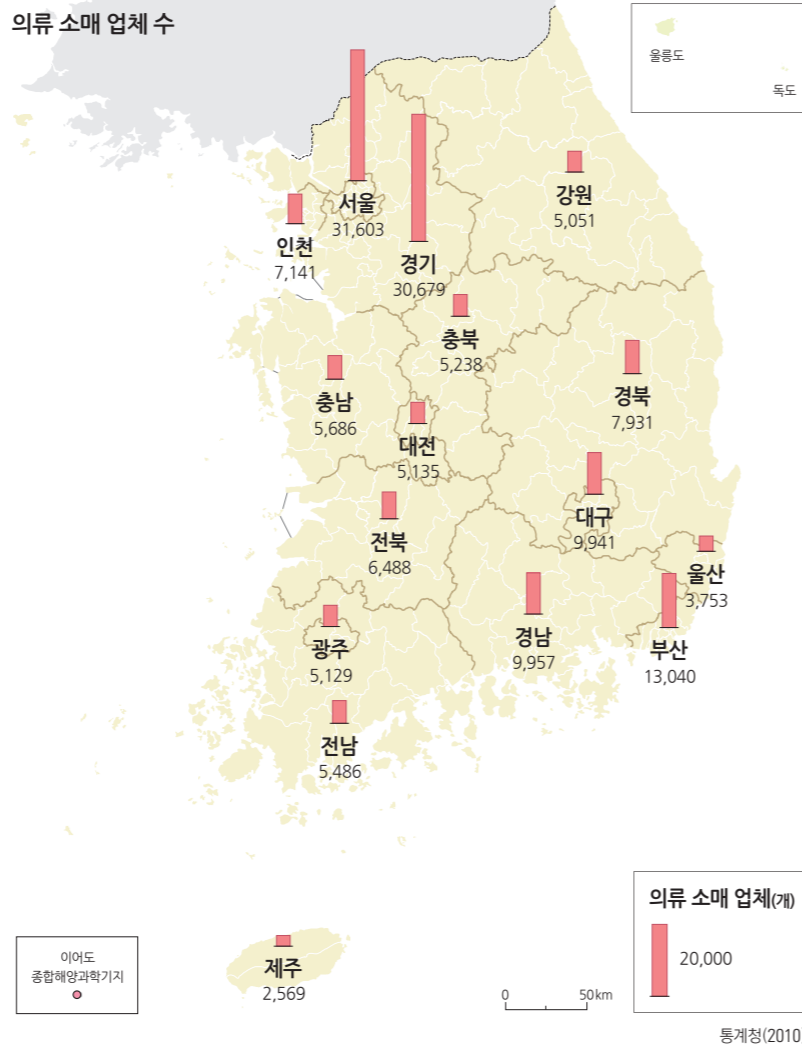 의류 소매 업체 수
울릉도
독도
서울
31,603
강원
5,051
인천
7,141
경기
30,679
충북
5,238
경북
7,931
충남
5,686
대전
5,135
대구
9,941
전북
6,488
울산
3,753
경남
9,957
부산
13,040
광주
5,129
전남
5,486
제주
2,569
이어도
종합해양과학기지
0 50km
의류 소매 업체(개)
20,000
통계청(2010